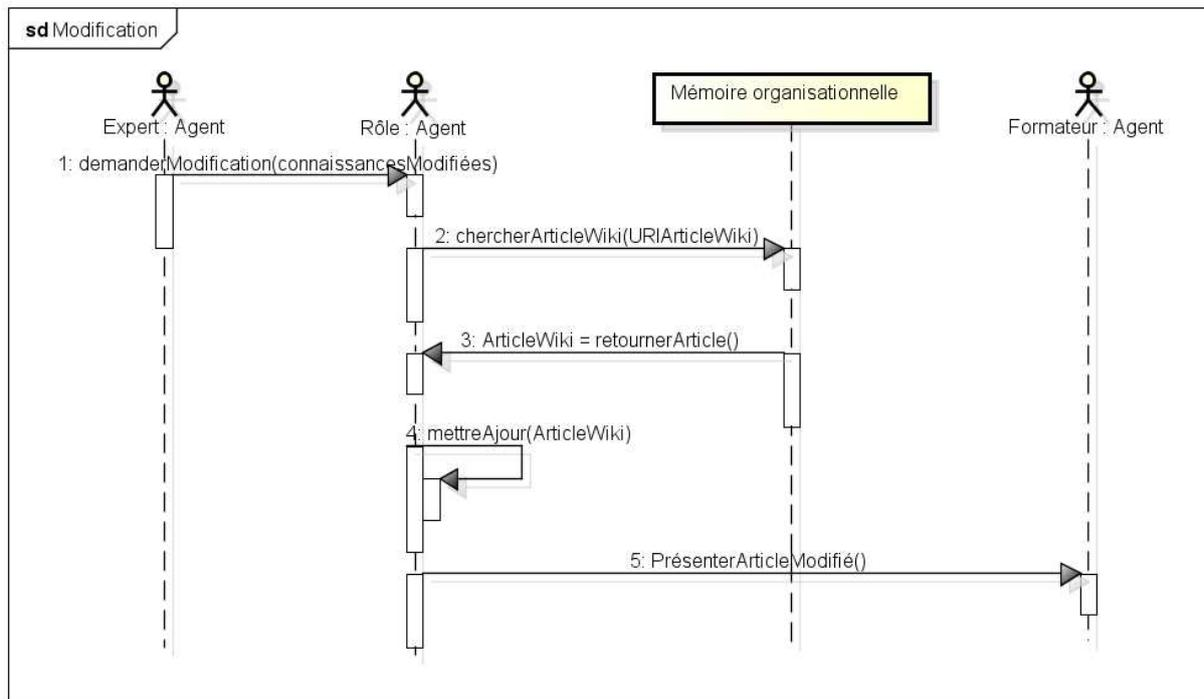 sd Modification
Expert : Agent
Rôle : Agent
Mémoire organisationnelle
Formateur : Agent
1: demanderModification(connaissancesModifiées)
2: chercherArticleWiki(URIArticleWiki)
3: ArticleWiki = retournerArticle()
4: mettreAjour(ArticleWiki)
5: PrésenterArticleModifié()